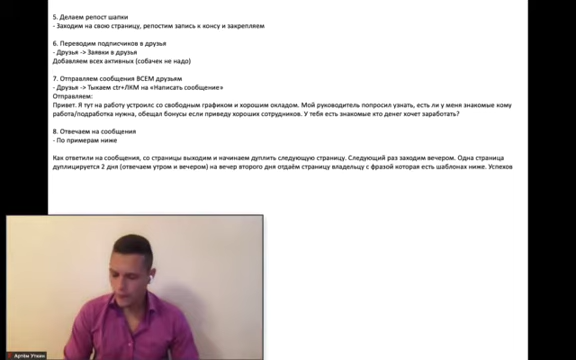 5. Делаем репост шапки
- Заходим на свою страницу, репостим запись к консу и закрепляем
6. Переводим подписчиков в друзья
- Друзья -> Заявки в друзья
Добавляем всех активных (собачек не надо)
7. Отправляем сообщения ВСЕМ друзьям
- Друзья -> Тыкаем ctr+ЛКМ на «Написать сообщение»
Отправляем:
Привет. Я тут на работу устроилс со свободным графиком и хорошим окладом. Мой руководитель попросил узнать, есть ли у меня знакомые кому
работа/подработка нужна, обещал бонусы если приведу хороших сотрудников. У тебя есть знакомые кто денег хочет заработать?
8. Отвечаем на сообщения
- По примерам ниже
Как ответили на сообщения, со страницы выходим и начинаем дуплить следующую страницу. Следующий раз заходим вечером. Одна страница
дуплицируется 2 дня (отвечаем утром и вечером) на вечер второго дня отдаём страницу владельцу с фразой которая есть шаблонах ниже. Успехов
Артём Уткин